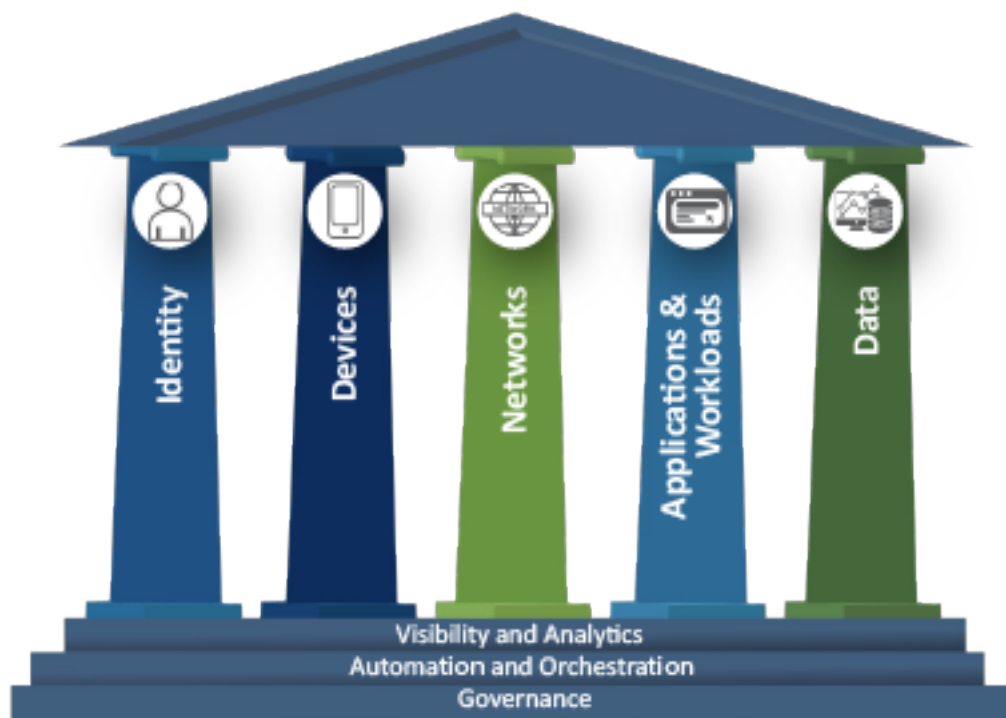 Identity
Devices
Networks
Applications &
Workloads
Data
Visibility and Analytics
Automation and Orchestration
Governance